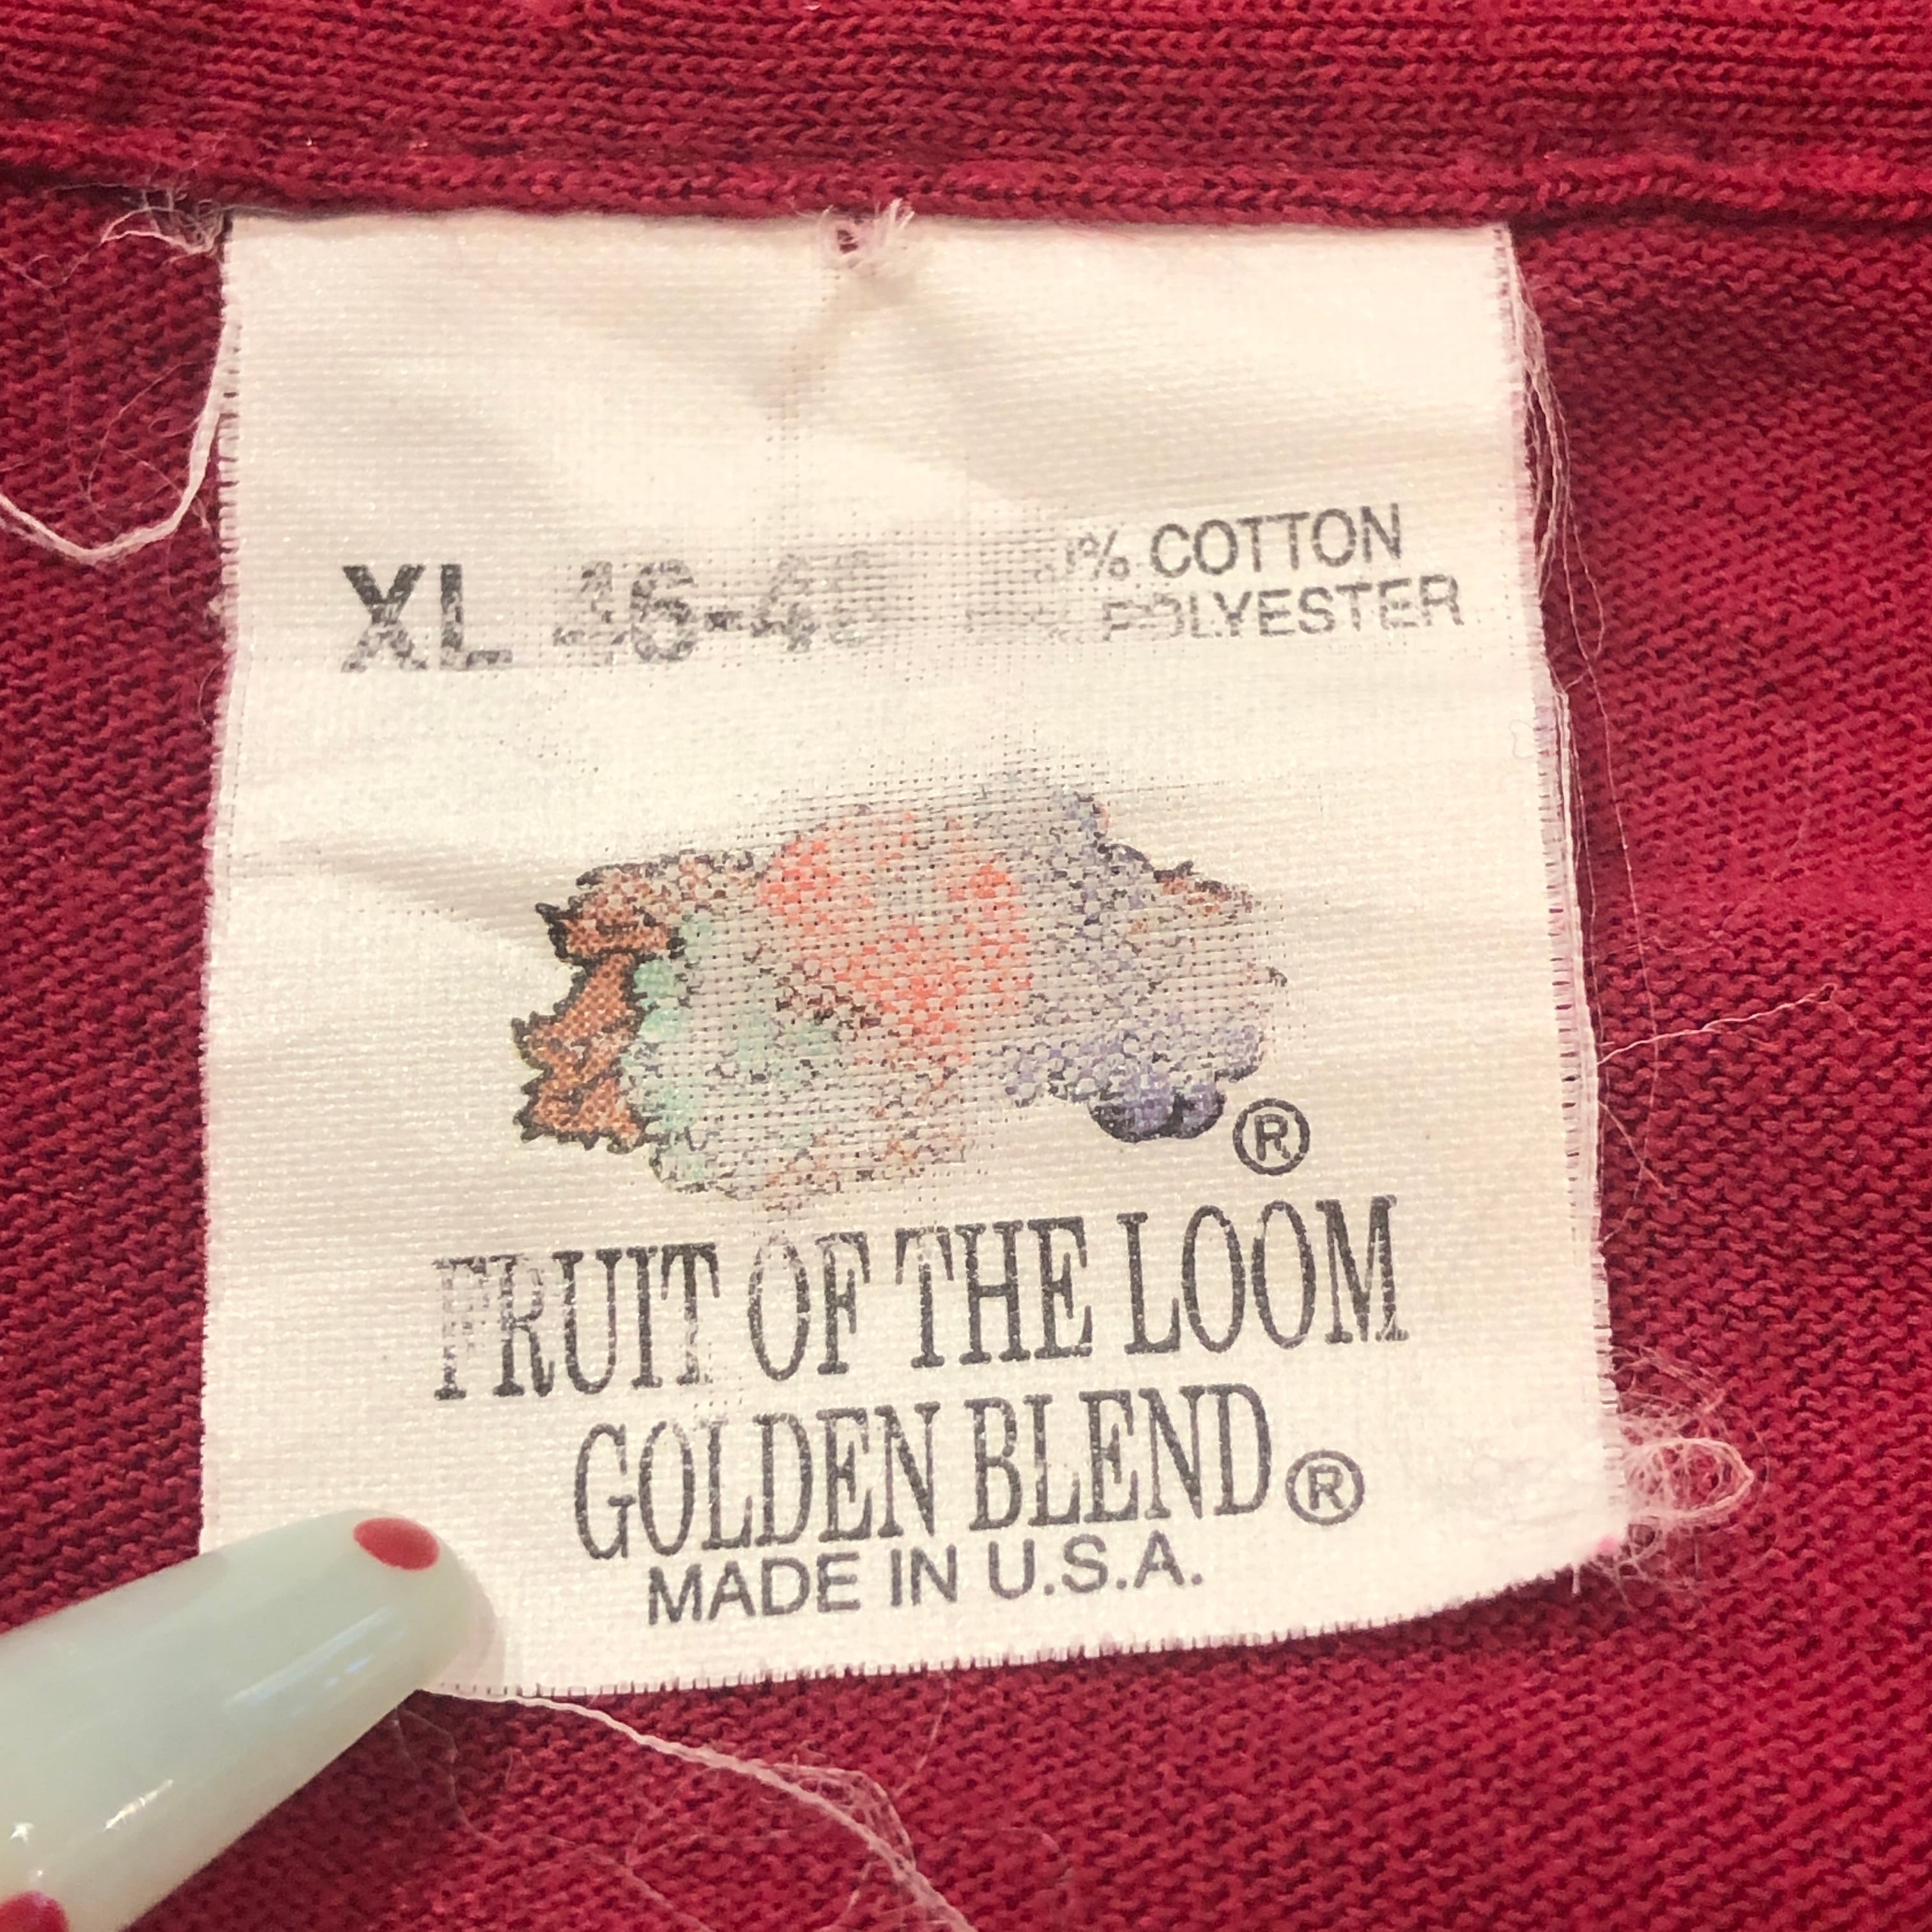 XL 46-48 % COTTON
POLYESTER
®
FRUIT OF THE LOOM
GOLDEN BLEND®
MADE IN U.S.A.